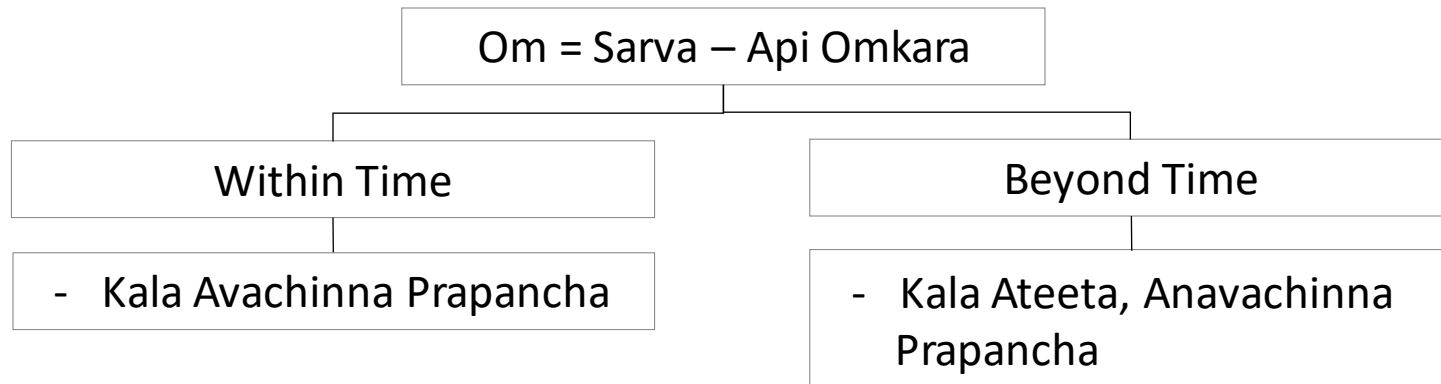 Om = Sarva – Api Omkara
Within Time
Beyond Time
- Kala Avachinna Prapancha
- Kala Ateeta, Anavachinna
Prapancha